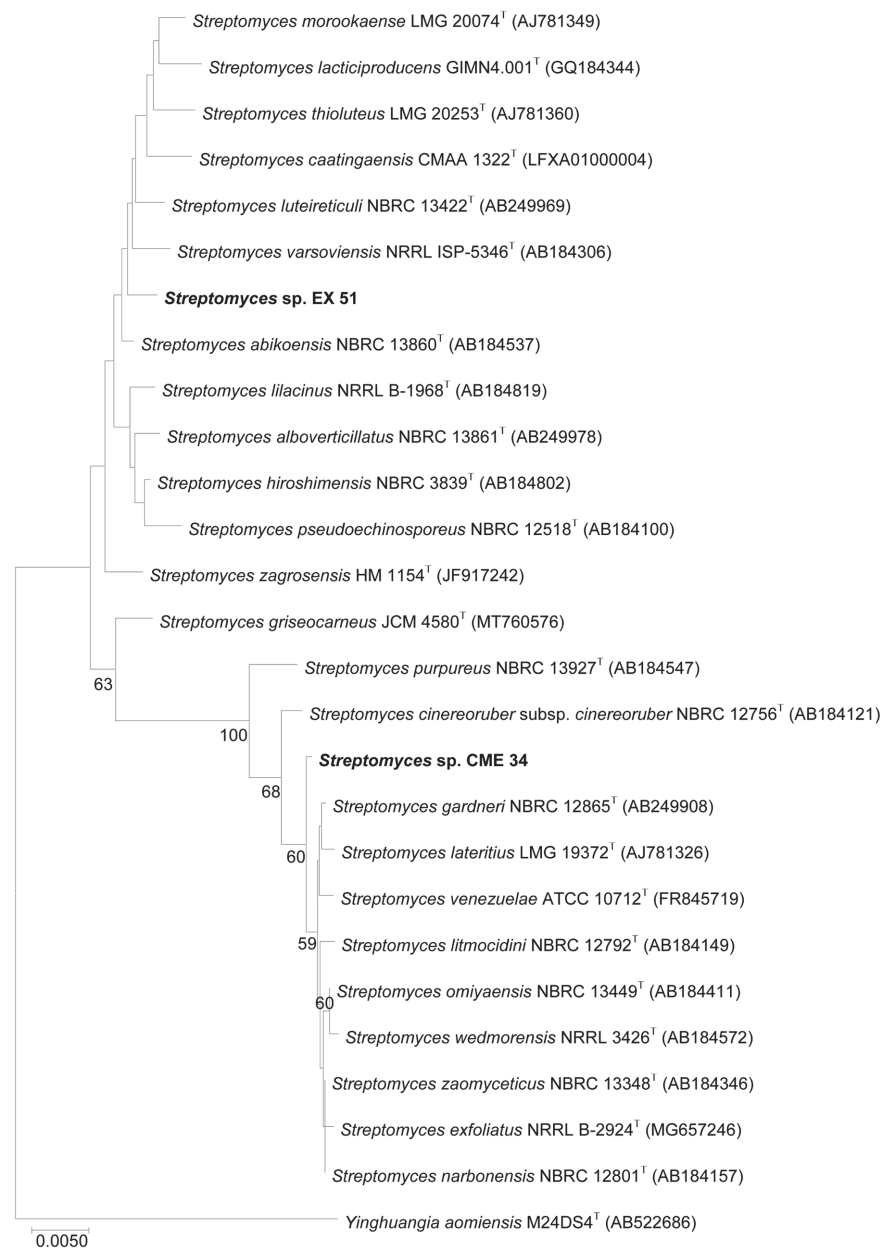 Streptomyces morookaense LMG 20074ᵀ (AJ781349)
Streptomyces lacticiproducens GIMN4.001ᵀ (GQ184344)
Streptomyces thioluteus LMG 20253ᵀ (AJ781360)
Streptomyces caatingaensis CMAA 1322ᵀ (LFXA01000004)
Streptomyces luteireticuli NBRC 13422ᵀ (AB249969)
Streptomyces varsoviensis NRRL ISP-5346ᵀ (AB184306)
Streptomyces sp. EX 51
Streptomyces abikoensis NBRC 13860ᵀ (AB184537)
Streptomyces lilacinus NRRL B-1968ᵀ (AB184819)
Streptomyces alboverticillatus NBRC 13861ᵀ (AB249978)
Streptomyces hiroshimensis NBRC 3839ᵀ (AB184802)
Streptomyces pseudoechinosporeus NBRC 12518ᵀ (AB184100)
Streptomyces zagrosensis HM 1154ᵀ (JF917242)
Streptomyces griseocarneus JCM 4580ᵀ (MT760576)
Streptomyces purpureus NBRC 13927ᵀ (AB184547)
63
Streptomyces cinereoruber subsp. cinereoruber NBRC 12756ᵀ (AB184121)
100
Streptomyces sp. CME 34
68
Streptomyces gardneri NBRC 12865ᵀ (AB249908)
Streptomyces lateritius LMG 19372ᵀ (AJ781326)
60
Streptomyces venezuelae ATCC 10712ᵀ (FR845719)
59
Streptomyces litmocidini NBRC 12792ᵀ (AB184149)
Streptomyces omiyaensis NBRC 13449ᵀ (AB184411)
60
Streptomyces wedmorensis NRRL 3426ᵀ (AB184572)
Streptomyces zaomyceticus NBRC 13348ᵀ (AB184346)
Streptomyces exfoliatus NRRL B-2924ᵀ (MG657246)
Streptomyces narbonensis NBRC 12801ᵀ (AB184157)
Yinghuangia aomiensis M24DS4ᵀ (AB522686)
0.0050